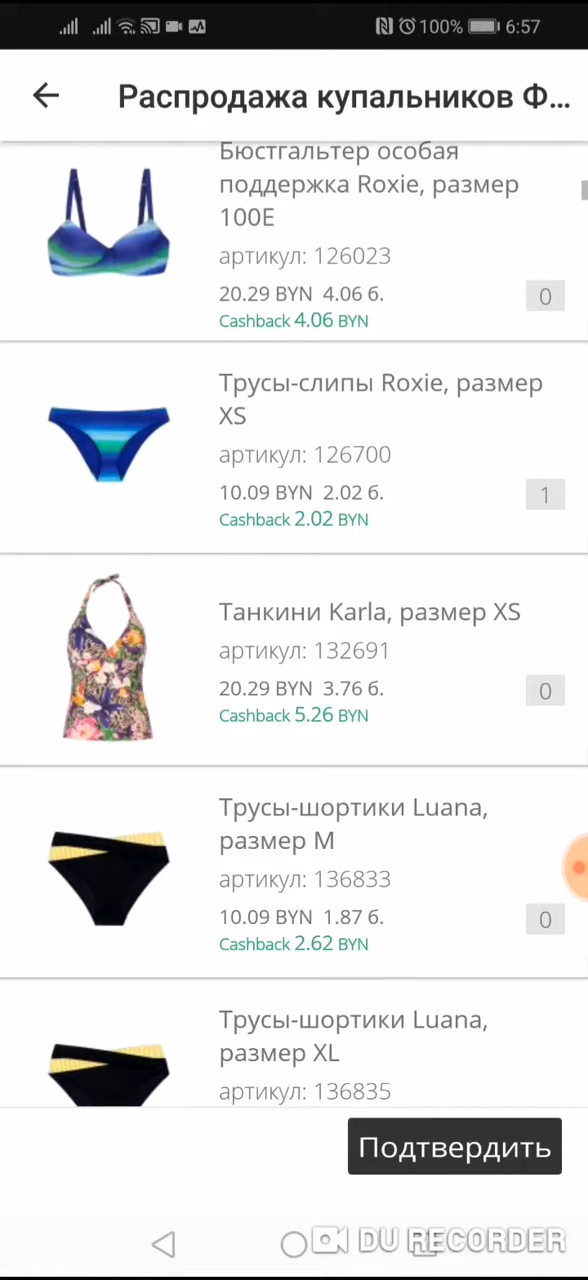 100% 6:57
Распродажа купальников Ф...
Бюстгальтер особая
поддержка Roxie, размер
100E
артикул: 126023
20.29 BYN 4.06 б.
0
Cashback 4.06 BYN
Трусы-слипы Roxie, размер
XS
артикул: 126700
10.09 BYN 2.02 б.
1
Cashback 2.02 BYN
Танкини Karla, размер XS
артикул: 132691
20.29 BYN 3.76 б.
0
Cashback 5.26 BYN
Трусы-шортики Luana,
размер M
артикул: 136833
10.09 BYN 1.87 б.
0
Cashback 2.62 BYN
Трусы-шортики Luana,
размер XL
артикул: 136835
Подтвердить
DU RECORDER